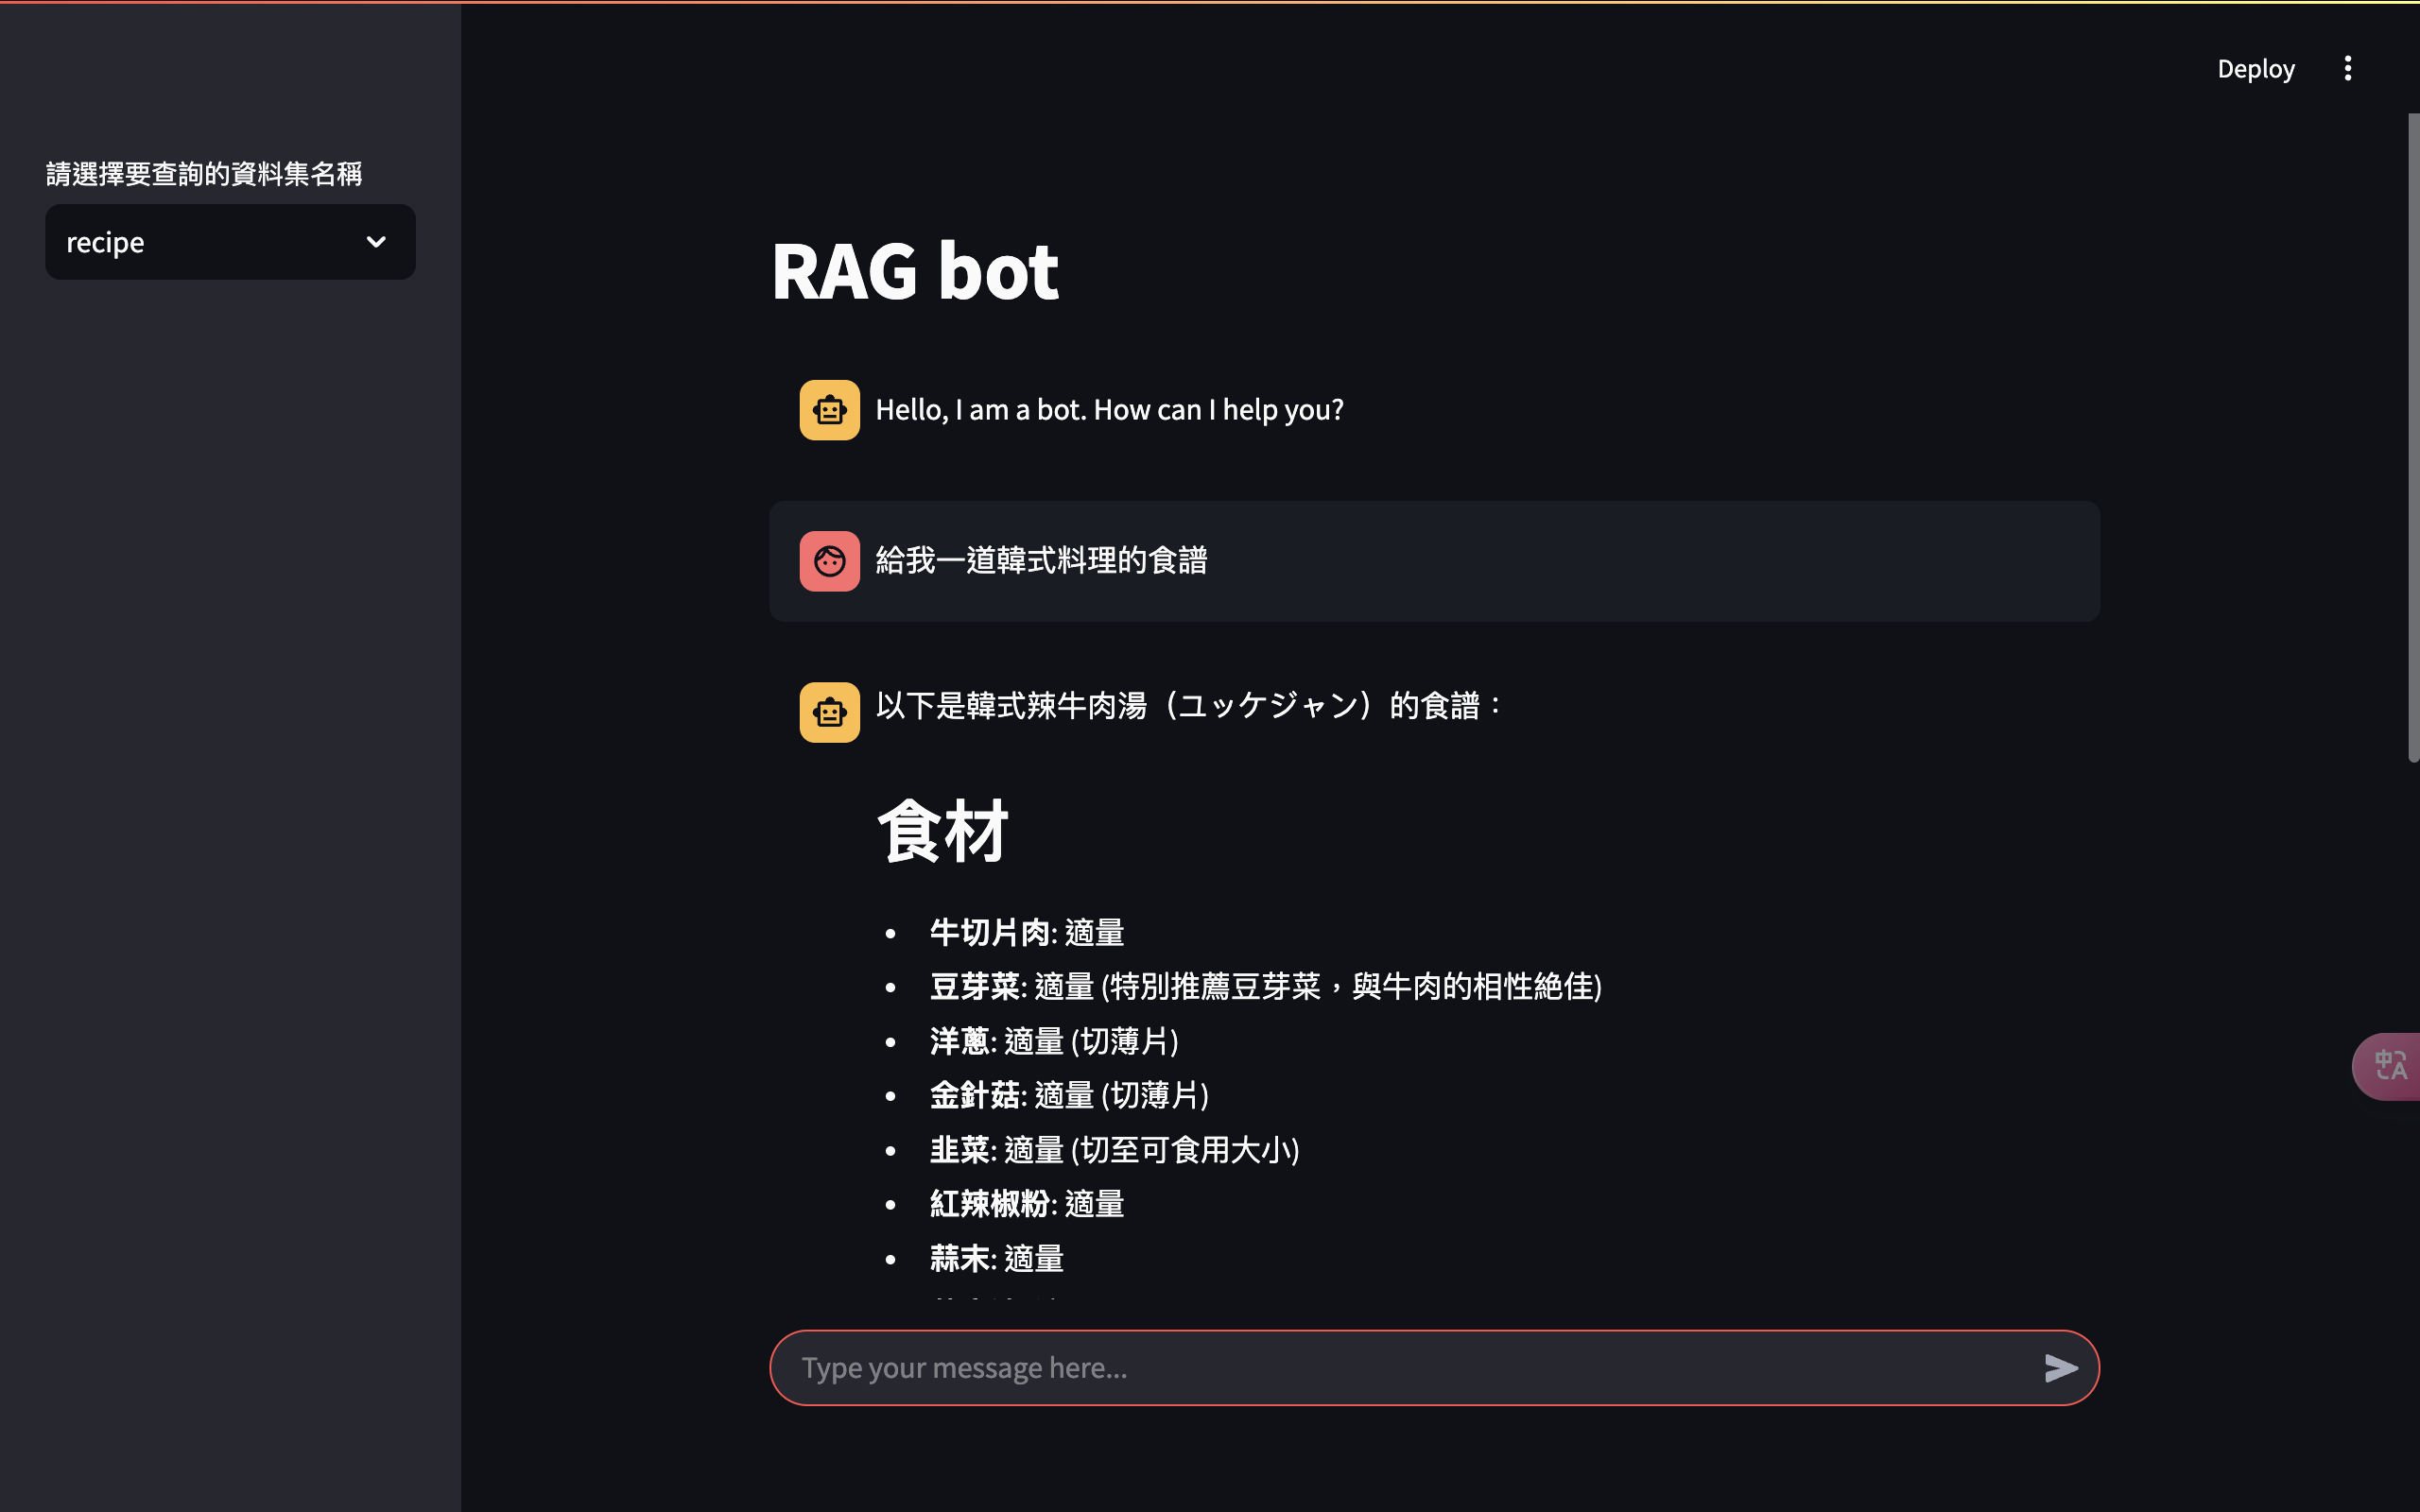 Deploy
請選擇要查詢的資料集名稱
recipe
RAG bot
Hello, I am a bot. How can I help you?
給我一道韓式料理的食譜
以下是韓式辣牛肉湯（ユッケジャン）的食譜：
食材
• 牛切片肉: 適量
• 豆芽菜: 適量 (特別推薦豆芽菜，與牛肉的相性絶佳)
• 洋蔥: 適量 (切薄片)
• 金針菇: 適量 (切薄片)
• 韭菜: 適量 (切至可食用大小)
• 紅辣椒粉: 適量
• 蒜末: 適量
Type your message here...
中A